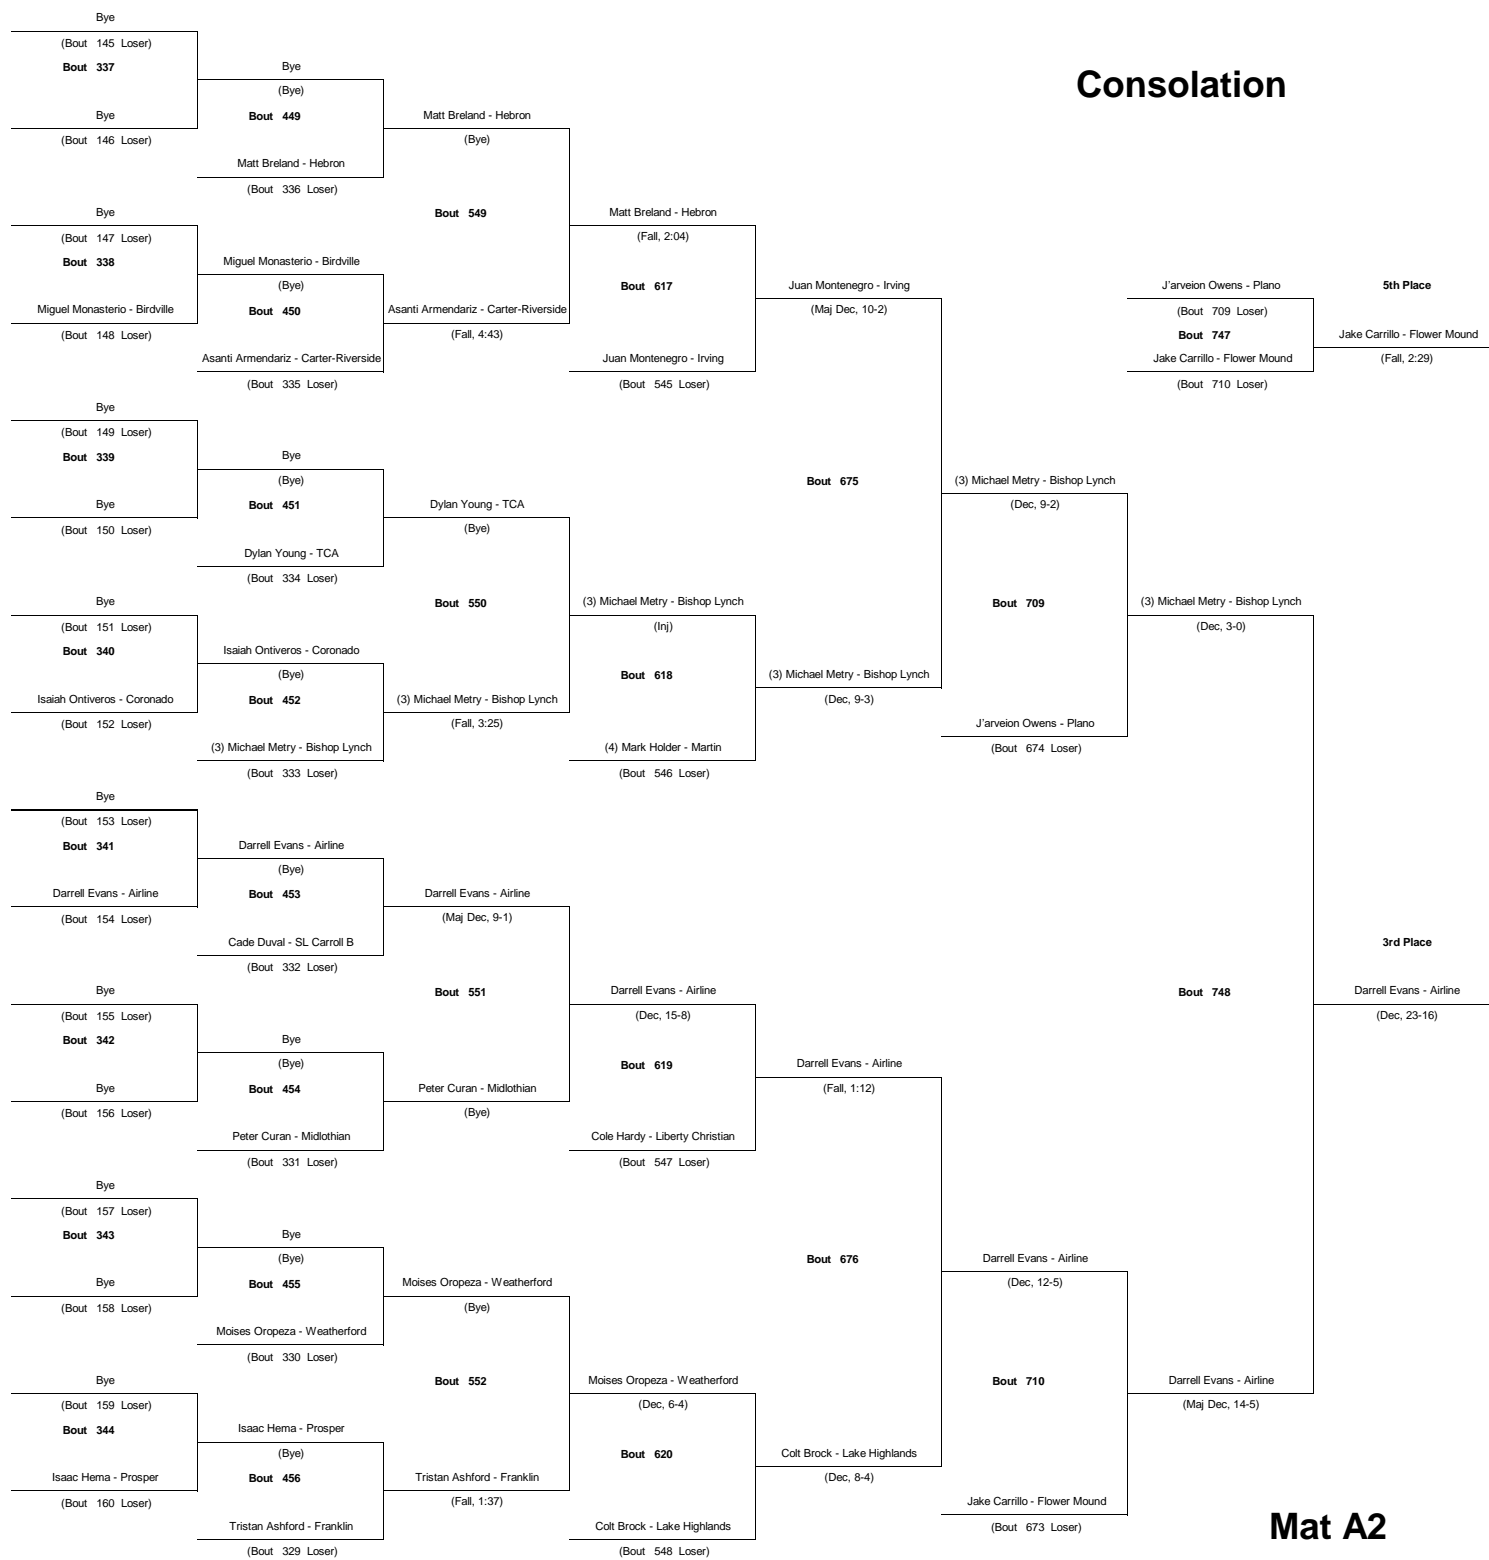 Bye
(Bout 145 Loser)
Bout 337
Bye
(Bout 146 Loser)
Bye
(Bout 147 Loser)
Bout 338
Miguel Monasterio - Birdville
(Bout 148 Loser)
Bye
(Bout 149 Loser)
Bout 339
Bye
(Bout 150 Loser)
Bye
(Bout 151 Loser)
Bout 340
Isaiah Ontiveros - Coronado
(Bout 152 Loser)
Bye
(Bout 153 Loser)
Bout 341
Darrell Evans - Airline
(Bout 154 Loser)
Bye
(Bout 155 Loser)
Bout 342
Bye
(Bout 156 Loser)
Bye
(Bout 157 Loser)
Bout 343
Bye
(Bout 158 Loser)
Bye
(Bout 159 Loser)
Bout 344
Isaac Hema - Prosper
(Bout 160 Loser)
Bye
(Bye)
Bout 449
Matt Breland - Hebron
(Bout 336 Loser)
Miguel Monasterio - Birdville
(Bye)
Bout 450
Asanti Armendariz - Carter-Riverside
(Bout 335 Loser)
Bye
(Bye)
Bout 451
Dylan Young - TCA
(Bout 334 Loser)
Isaiah Ontiveros - Coronado
(Bye)
Bout 452
(3) Michael Metry - Bishop Lynch
(Bout 333 Loser)
Darrell Evans - Airline
(Bye)
Bout 453
Cade Duval - SL Carroll B
(Bout 332 Loser)
Bye
(Bye)
Bout 454
Peter Curan - Midlothian
(Bout 331 Loser)
Bye
(Bye)
Bout 455
Moises Oropeza - Weatherford
(Bout 330 Loser)
Isaac Hema - Prosper
(Bye)
Bout 456
Tristan Ashford - Franklin
(Bout 329 Loser)
Matt Breland - Hebron
(Bye)
Bout 549
Asanti Armendariz - Carter-Riverside
(Fall, 4:43)
Dylan Young - TCA
(Bye)
Bout 550
(3) Michael Metry - Bishop Lynch
(Fall, 3:25)
Darrell Evans - Airline
(Maj Dec, 9-1)
Bout 551
Peter Curan - Midlothian
(Bye)
Moises Oropeza - Weatherford
(Bye)
Bout 552
Tristan Ashford - Franklin
(Fall, 1:37)
Matt Breland - Hebron
(Fall, 2:04)
Bout 617
Juan Montenegro - Irving
(Bout 545 Loser)
(3) Michael Metry - Bishop Lynch
(Inj)
Bout 618
(4) Mark Holder - Martin
(Bout 546 Loser)
Darrell Evans - Airline
(Dec, 15-8)
Bout 619
Cole Hardy - Liberty Christian
(Bout 547 Loser)
Moises Oropeza - Weatherford
(Dec, 6-4)
Bout 620
Colt Brock - Lake Highlands
(Bout 548 Loser)
Juan Montenegro - Irving
(Maj Dec, 10-2)
Bout 675
(3) Michael Metry - Bishop Lynch
(Dec, 9-3)
Darrell Evans - Airline
(Fall, 1:12)
Bout 676
Colt Brock - Lake Highlands
(Dec, 8-4)
(3) Michael Metry - Bishop Lynch
(Dec, 9-2)
Bout 709
J'arveion Owens - Plano
(Bout 674 Loser)
Darrell Evans - Airline
(Dec, 12-5)
Bout 710
Jake Carrillo - Flower Mound
(Bout 673 Loser)
Consolation
J'arveion Owens - Plano
(Bout 709 Loser)
Bout 747
Jake Carrillo - Flower Mound
(Bout 710 Loser)
5th Place
Jake Carrillo - Flower Mound
(Fall, 2:29)
(3) Michael Metry - Bishop Lynch
(Dec, 3-0)
Bout 748
Darrell Evans - Airline
(Maj Dec, 14-5)
3rd Place
Darrell Evans - Airline
(Dec, 23-16)
Mat A2